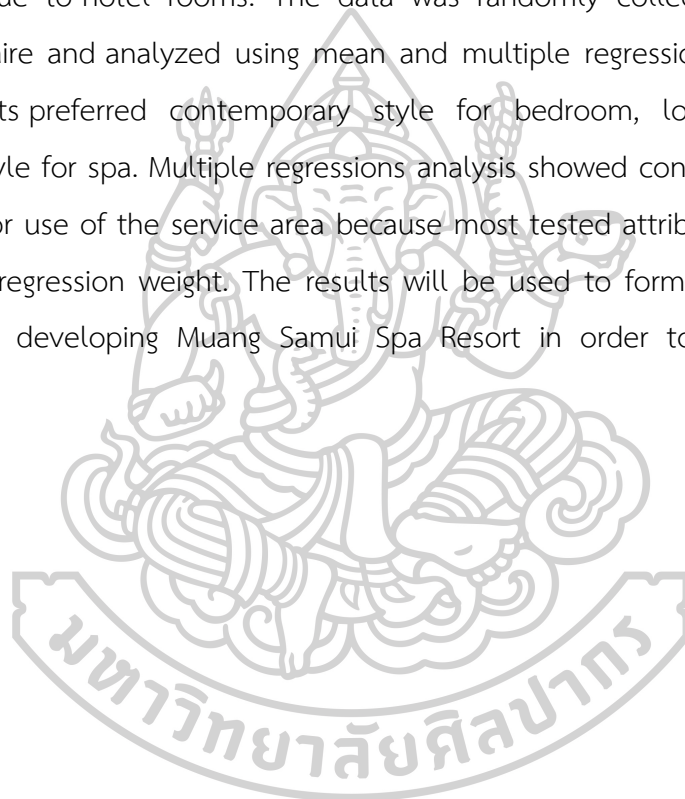 de to hotel rooms. The data was randomly collec
ire and analyzed using mean and multiple regressio
ts preferred contemporary style for bedroom, lo
yle for spa. Multiple regressions analysis showed con
or use of the service area because most tested attrib
regression weight. The results will be used to form
developing Muang Samui Spa Resort in order to
มหาวิทยาลัยศิลปากร